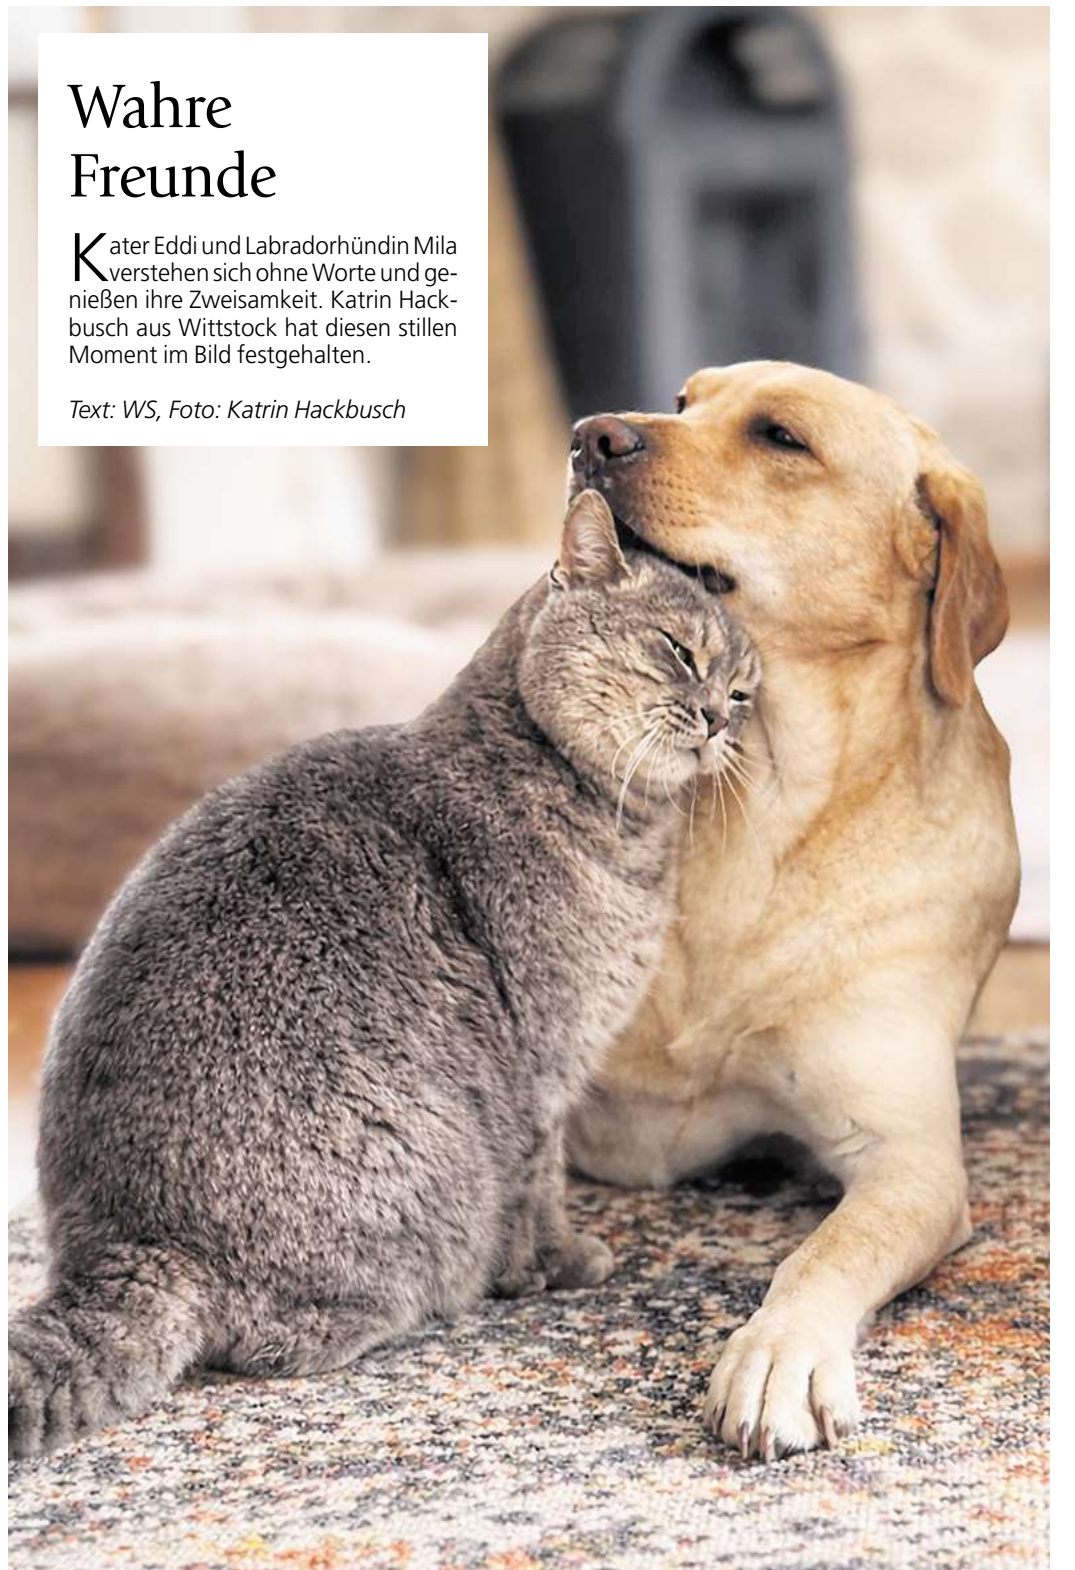 Wahre
Freunde
Kater Eddi und Labradorhündin Mila
verstehen sich ohne Worte und ge-
nießen ihre Zweisamkeit. Katrin Hack-
busch aus Wittstock hat diesen stillen
Moment im Bild festgehalten.
Text: WS, Foto: Katrin Hackbusch